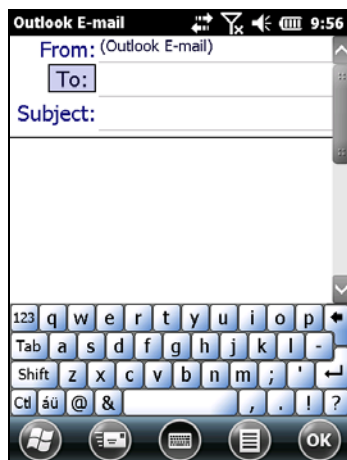 Outlook E-mail 9:56
From: (Outlook E-mail)
To:
Subject:
123 q w e r t y u i o p
Tab a s d f g h j k l -
Shift z x c v b n m ; '
Ctl áü @ & , . ! ?
OK